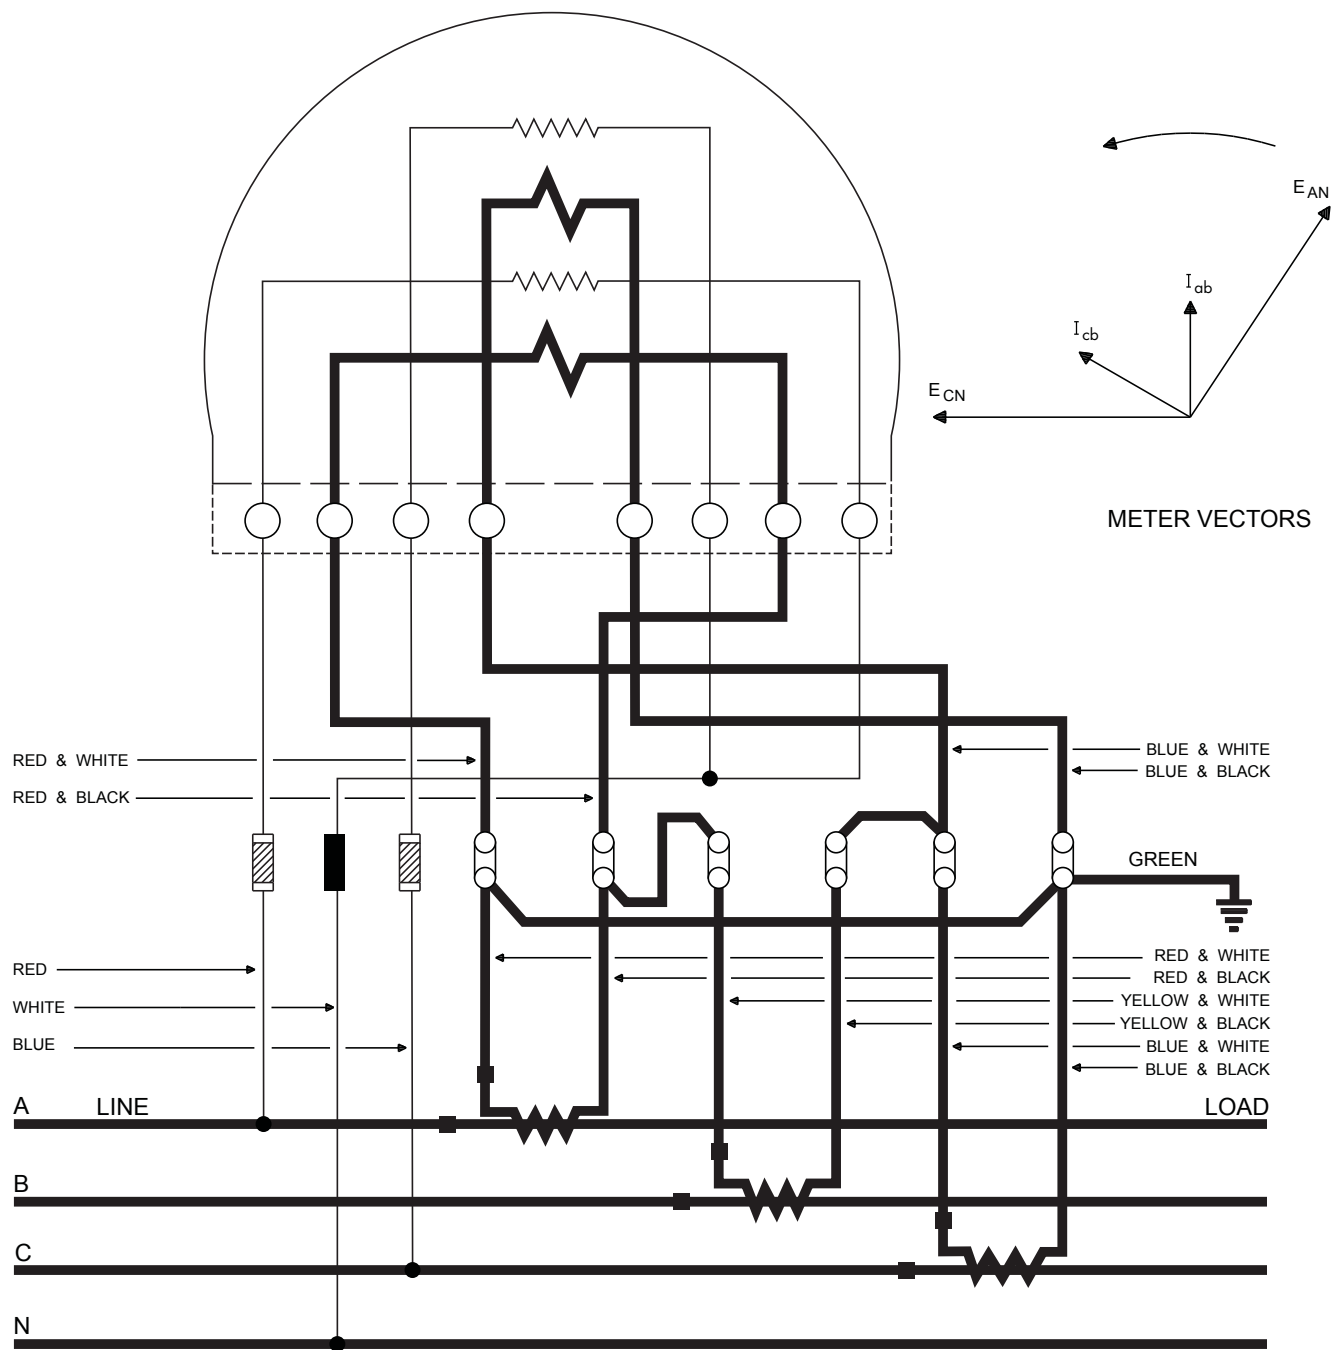 E AN
I ab
I cb
E CN
METER VECTORS
RED & WHITE
RED & BLACK
BLUE & WHITE
BLUE & BLACK
GREEN
RED
WHITE
BLUE
RED & WHITE
RED & BLACK
YELLOW & WHITE
YELLOW & BLACK
BLUE & WHITE
BLUE & BLACK
A LINE LOAD
B
C
N